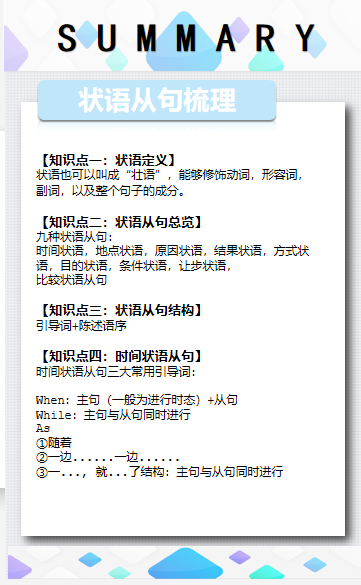 SUMMARY
状语从句梳理
【知识点一：状语定义】
状语也可以叫成“壮语”，能够修饰动词，形容词，
副词，以及整个句子的成分。
【知识点二：状语从句总览】
九种状语从句：
时间状语，地点状语，原因状语，结果状语，方式状
语，目的状语，条件状语，让步状语，
比较状语从句
【知识点三：状语从句结构】
引导词+陈述语序
【知识点四：时间状语从句】
时间状语从句三大常用引导词：
When：主句（一般为进行时态）+从句
While：主句与从句同时进行
As
①随着
②一边......一边......
③一...，就...了结构：主句与从句同时进行